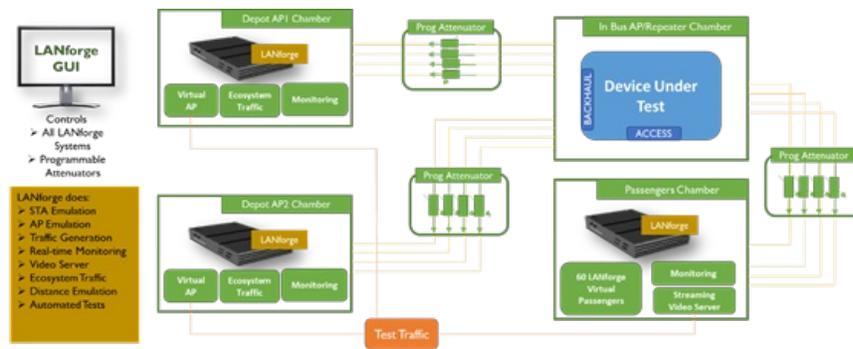 LANforge
GUI
Controls
➢ All LANforge
Systems
➢ Programmable
Attenuators
LANforge does:
➢ STA Emulation
➢ AP Emulation
➢ Traffic Generation
➢ Real-time Monitoring
➢ Video Server
➢ Ecosystem Traffic
➢ Distance Emulation
➢ Automated Tests
Depot AP1 Chamber
LANforge
Virtual
AP
Ecosystem
Traffic
Monitoring
Prog Attenuator
In Bus AP/Repeater Chamber
Device Under
Test
BACKHAUL
ACCESS
Prog Attenuator
Prog Attenuator
Depot AP2 Chamber
LANforge
Virtual
AP
Ecosystem
Traffic
Monitoring
Passengers Chamber
LANforge
60 LANforge
Virtual
Passengers
Monitoring
Streaming
Video Server
Test Traffic